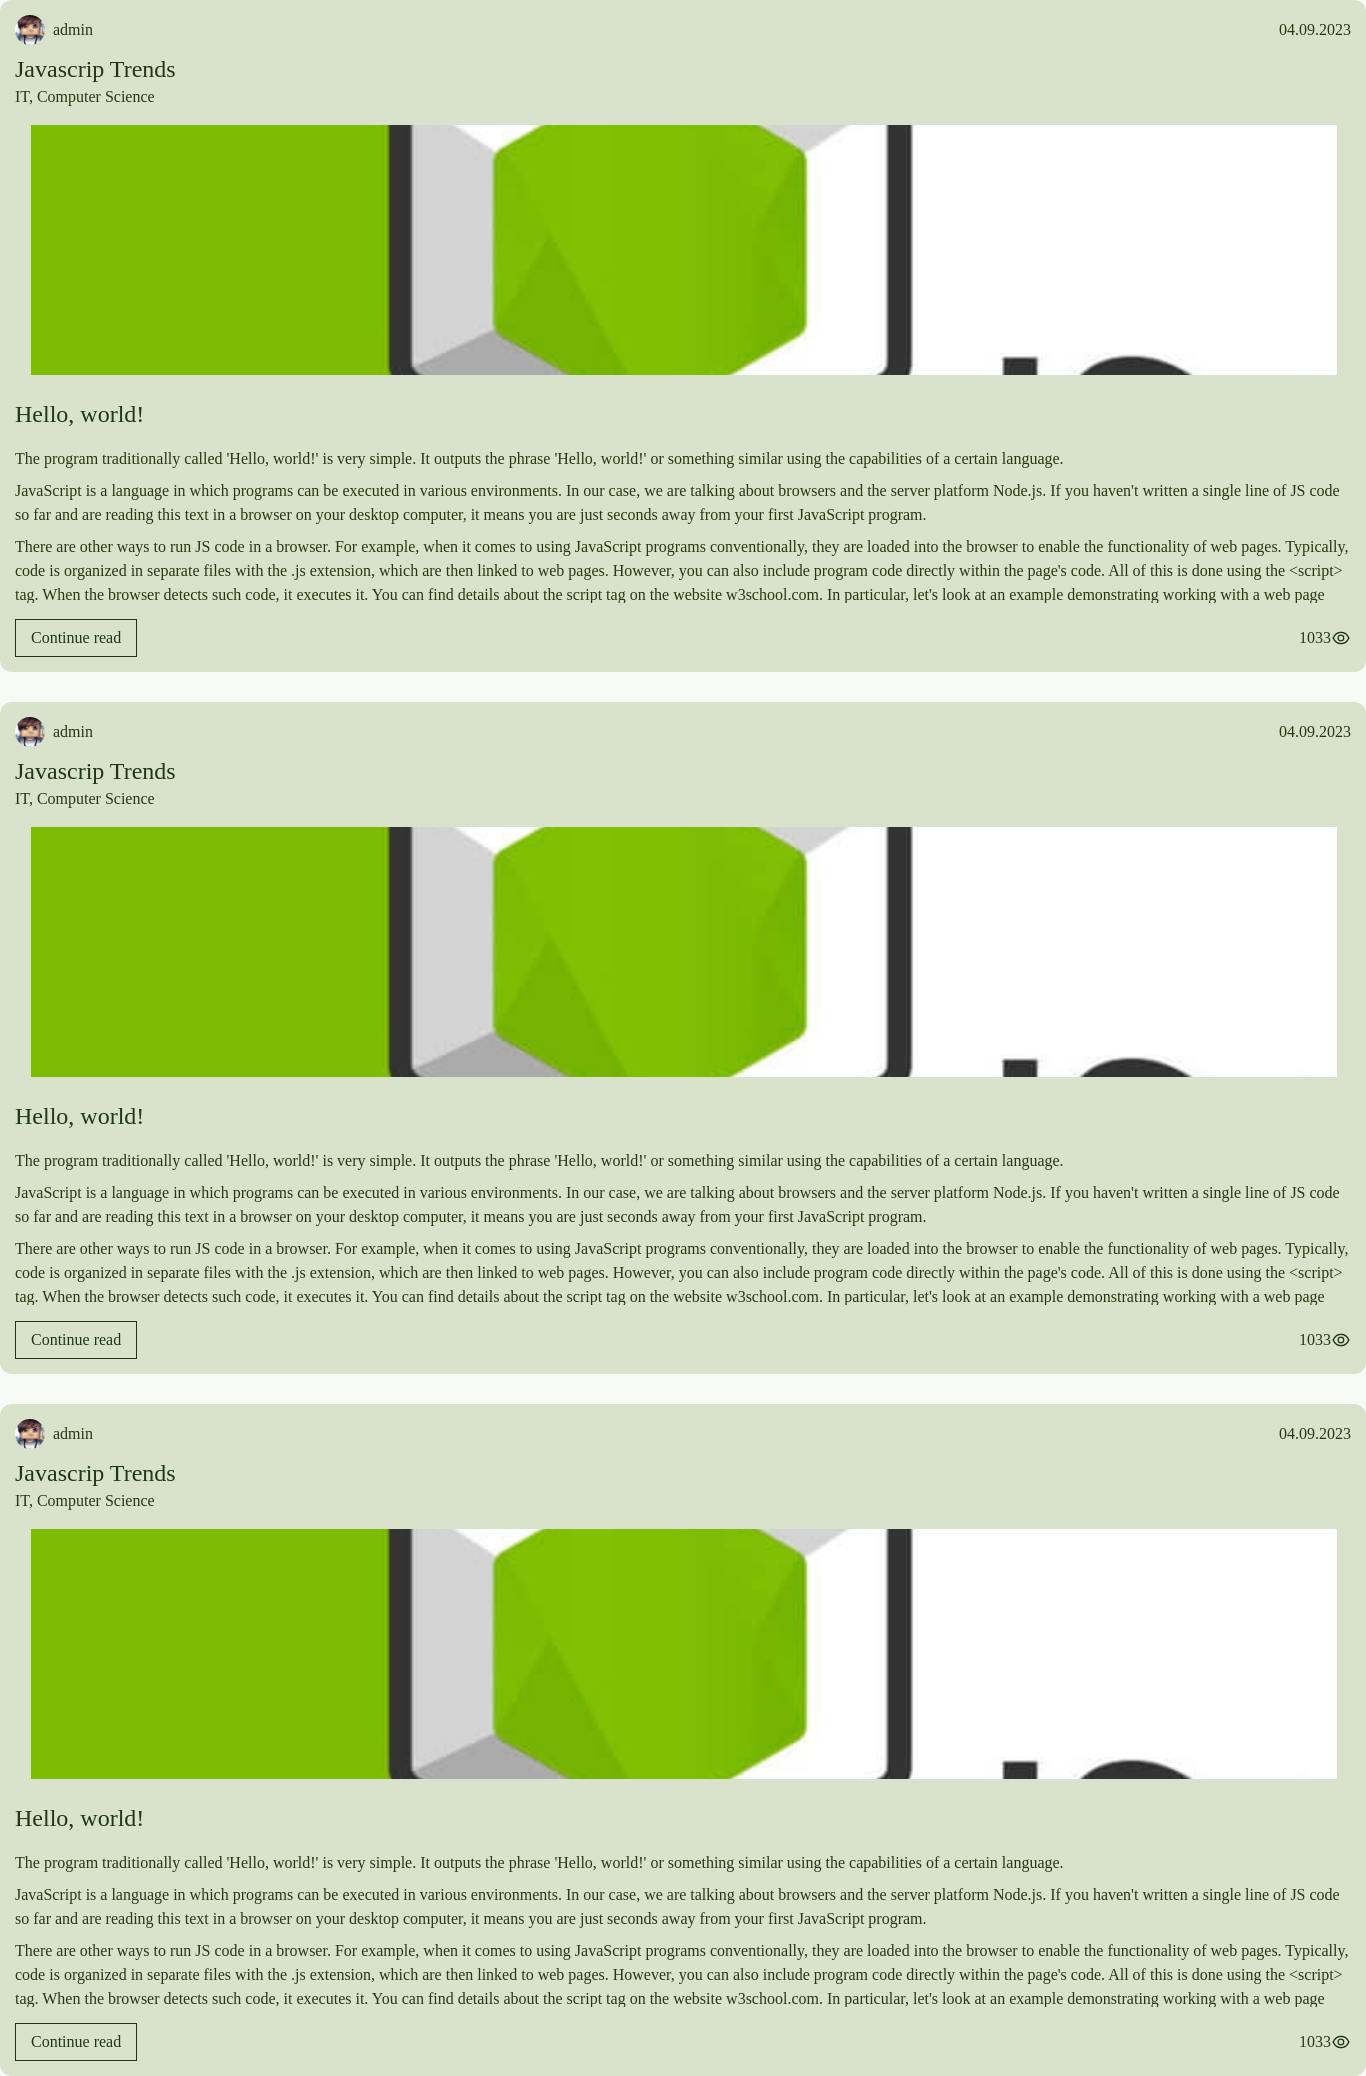 admin
04.09.2023
Javascrip Trends
IT, Computer Science
Hello, world!
The program traditionally called 'Hello, world!' is very simple. It outputs the phrase 'Hello, world!' or something similar using the capabilities of a certain language.
JavaScript is a language in which programs can be executed in various environments. In our case, we are talking about browsers and the server platform Node.js. If you haven't written a single line of JS code
so far and are reading this text in a browser on your desktop computer, it means you are just seconds away from your first JavaScript program.
There are other ways to run JS code in a browser. For example, when it comes to using JavaScript programs conventionally, they are loaded into the browser to enable the functionality of web pages. Typically,
code is organized in separate files with the .js extension, which are then linked to web pages. However, you can also include program code directly within the page's code. All of this is done using the <script>
tag. When the browser detects such code, it executes it. You can find details about the script tag on the website w3school.com. In particular, let's look at an example demonstrating working with a web page
Continue read
1033
admin
04.09.2023
Javascrip Trends
IT, Computer Science
Hello, world!
The program traditionally called 'Hello, world!' is very simple. It outputs the phrase 'Hello, world!' or something similar using the capabilities of a certain language.
JavaScript is a language in which programs can be executed in various environments. In our case, we are talking about browsers and the server platform Node.js. If you haven't written a single line of JS code
so far and are reading this text in a browser on your desktop computer, it means you are just seconds away from your first JavaScript program.
There are other ways to run JS code in a browser. For example, when it comes to using JavaScript programs conventionally, they are loaded into the browser to enable the functionality of web pages. Typically,
code is organized in separate files with the .js extension, which are then linked to web pages. However, you can also include program code directly within the page's code. All of this is done using the <script>
tag. When the browser detects such code, it executes it. You can find details about the script tag on the website w3school.com. In particular, let's look at an example demonstrating working with a web page
Continue read
1033
admin
04.09.2023
Javascrip Trends
IT, Computer Science
Hello, world!
The program traditionally called 'Hello, world!' is very simple. It outputs the phrase 'Hello, world!' or something similar using the capabilities of a certain language.
JavaScript is a language in which programs can be executed in various environments. In our case, we are talking about browsers and the server platform Node.js. If you haven't written a single line of JS code
so far and are reading this text in a browser on your desktop computer, it means you are just seconds away from your first JavaScript program.
There are other ways to run JS code in a browser. For example, when it comes to using JavaScript programs conventionally, they are loaded into the browser to enable the functionality of web pages. Typically,
code is organized in separate files with the .js extension, which are then linked to web pages. However, you can also include program code directly within the page's code. All of this is done using the <script>
tag. When the browser detects such code, it executes it. You can find details about the script tag on the website w3school.com. In particular, let's look at an example demonstrating working with a web page
Continue read
1033